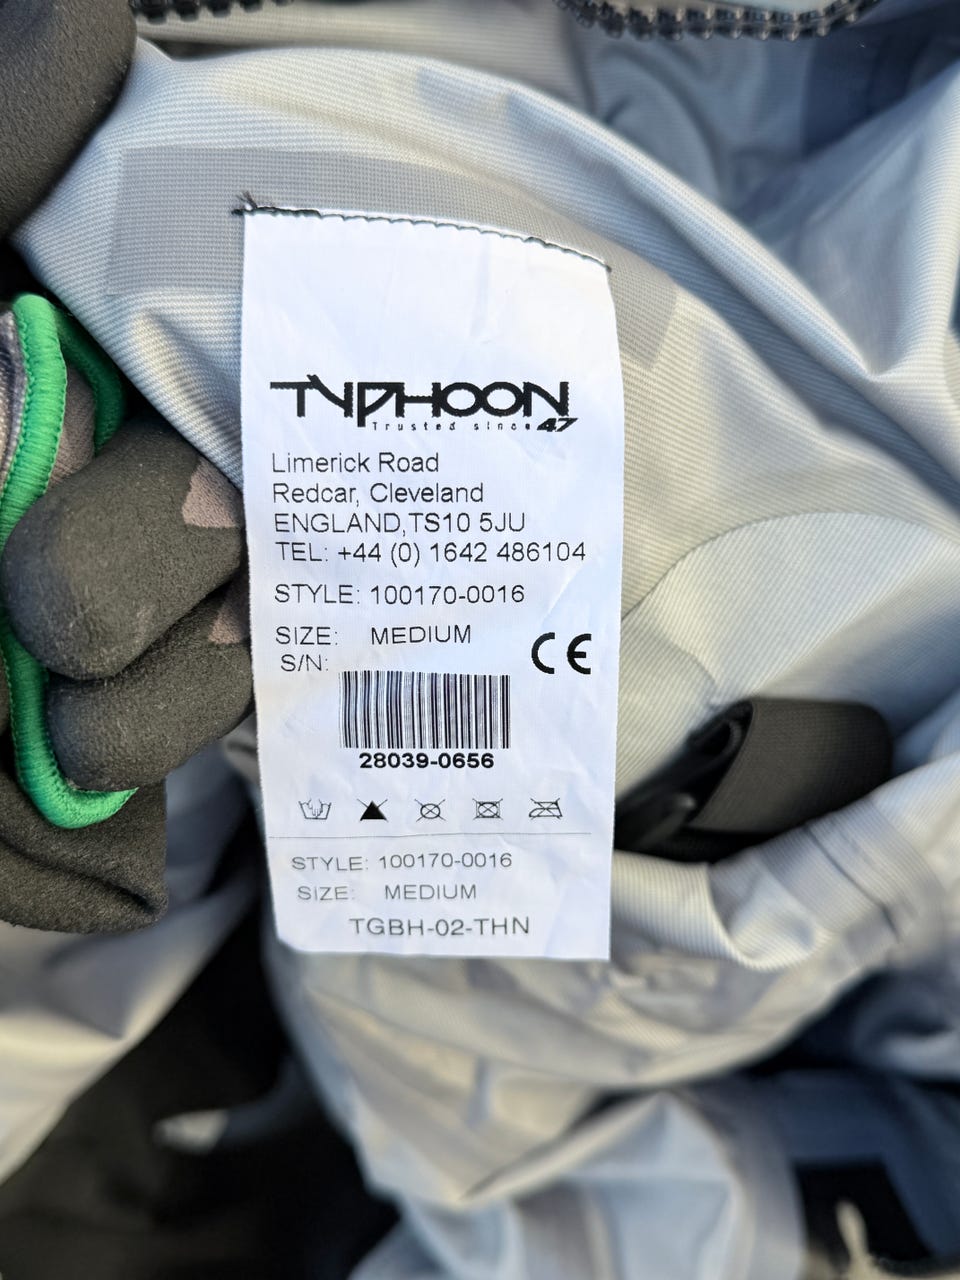 TYPHOON
Trusted since 47
Limerick Road
Redcar, Cleveland
ENGLAND,TS10 5JU
TEL: +44 (0) 1642 486104
STYLE: 100170-0016
SIZE: MEDIUM
S/N:
CE
28039-0656
STYLE: 100170-0016
SIZE: MEDIUM
TGBH-02-THN